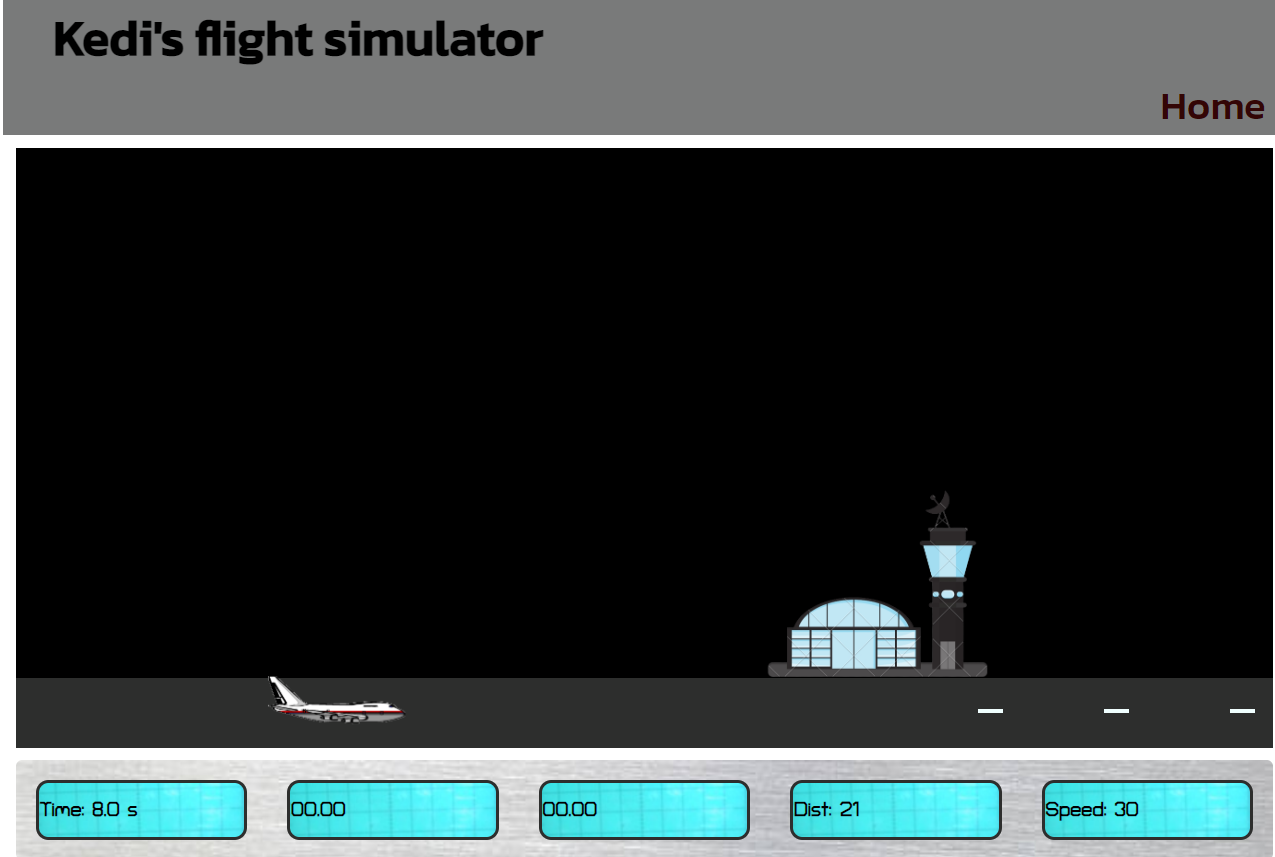 Kedi's flight simulator
Home
Time: 8.0 s
00.00
00.00
Dist: 21
Speed: 30